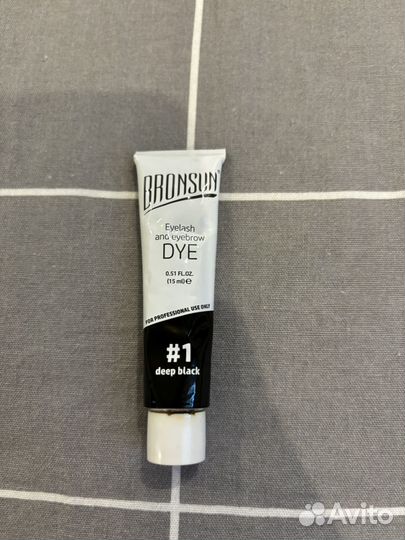 BRONSUN
Eyelash
and eyebrow
DYE
0.51 FL.OZ.
(15 ml) ℮
FOR PROFESSIONAL USE ONLY
#1
deep black
Avito